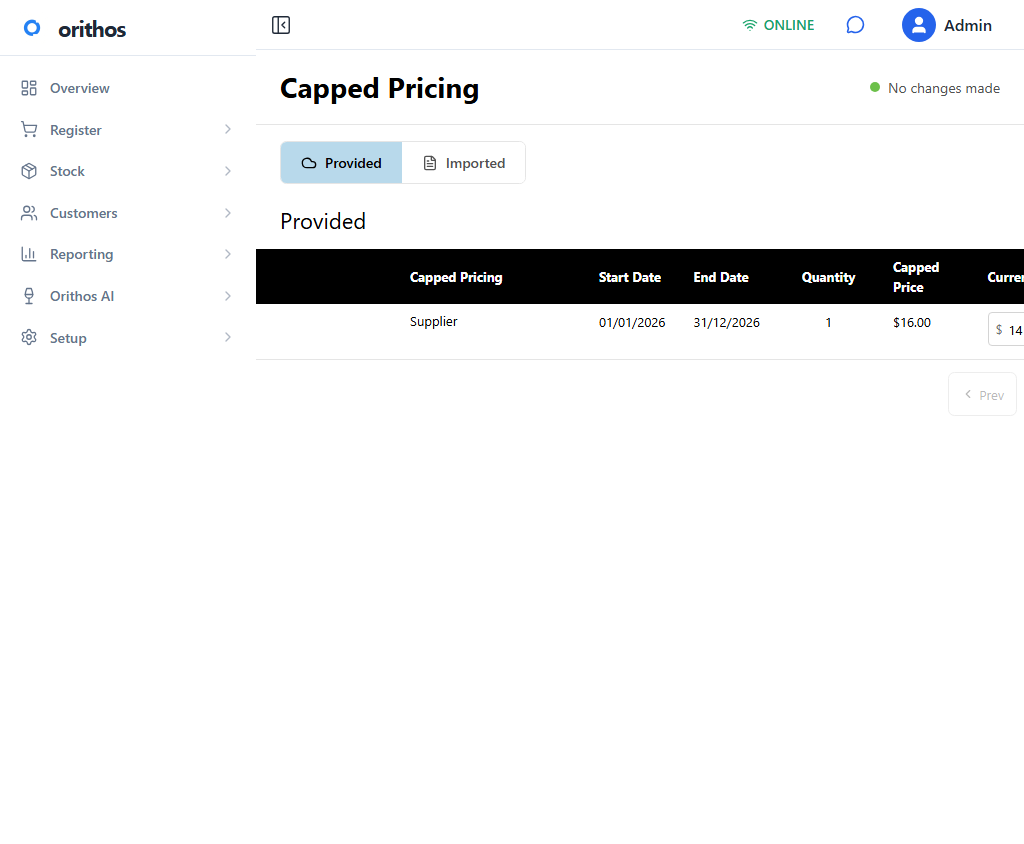 orithos
ONLINE
Admin
Overview
Register
Stock
Customers
Reporting
Orithos AI
Setup
Capped Pricing
No changes made
Provided
Imported
Provided
Capped Pricing Start Date End Date Quantity Capped Price
Supplier 01/01/2026 31/12/2026 1 $16.00 $ 14
Prev